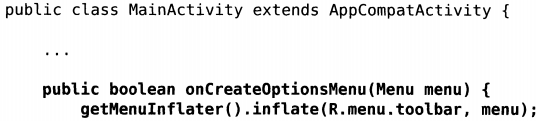 public class MainActivity extends AppCompatActivity {
...
public boolean onCreateOptionsMenu(Menu menu) {
getMenuInflater().inflate(R.menu.toolbar, menu);